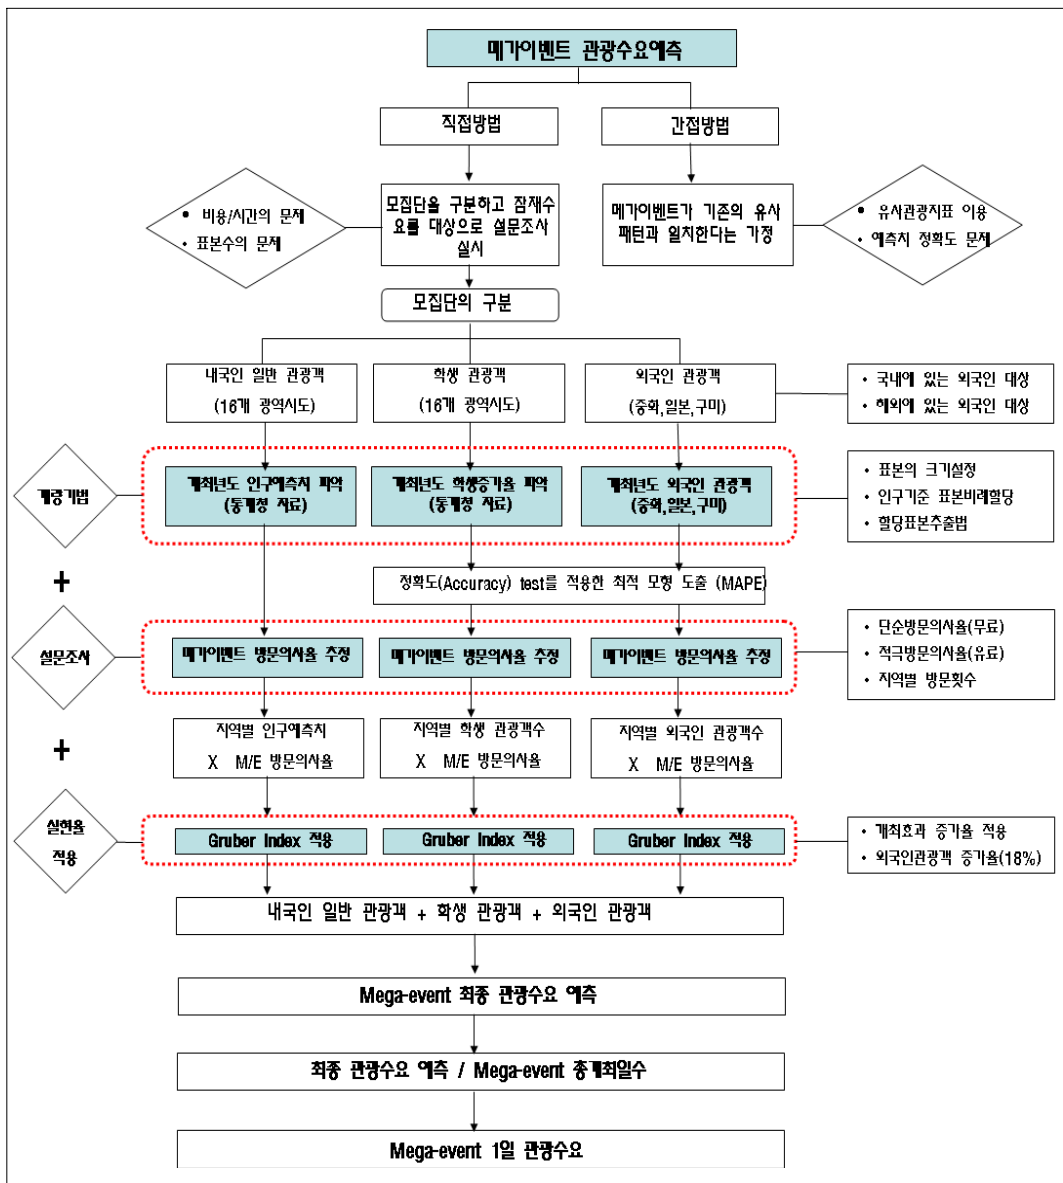 메가이벤트 관광수요예측
직접방법
간접방법
• 비용/시간의 문제
• 표본수의 문제
모집단을 구분하고 잠재수
요를 대상으로 설문조사
실시
메가이벤트가 기존의 유사
패턴과 일치한다는 가정
• 유사관광지표 이용
• 예측치 정확도 문제
모집단의 구분
내국인 일반 관광객
(16개 광역시도)
학생 관광객
(16개 광역시도)
외국인 관광객
(중화,일본,구미)
• 국내에 있는 외국인 대상
• 해외에 있는 외국인 대상
계량기법
개최년도 인구예측치 파악
(통계청 자료)
개최년도 학생증가율 파악
(통계청 자료)
개최년도 외국인 관광객
(중화,일본,구미)
• 표본의 크기설정
• 인구기준 표본비례할당
• 할당표본추출법
+
정확도(Accuracy) test를 적용한 최적 모형 도출 (MAPE)
설문조사
메가이벤트 방문의사율 추정
메가이벤트 방문의사율 추정
메가이벤트 방문의사율 추정
• 단순방문의사율(무료)
• 적극방문의사율(유료)
• 지역별 방문횟수
+
지역별 인구예측치
X M/E 방문의사율
지역별 학생 관광객수
X M/E 방문의사율
지역별 외국인 관광객수
X M/E 방문의사율
실현율
적용
Gruber Index 적용
Gruber Index 적용
Gruber Index 적용
• 개최효과 증가율 적용
• 외국인관광객 증가율(18%)
내국인 일반 관광객 + 학생 관광객 + 외국인 관광객
Mega-event 최종 관광수요 예측
최종 관광수요 예측 / Mega-event 총개최일수
Mega-event 1일 관광수요